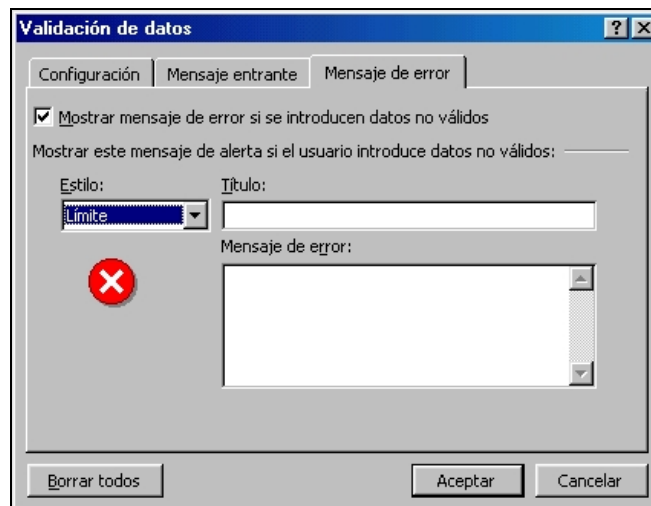 Validación de datos
Configuración Mensaje entrante Mensaje de error
Mostrar mensaje de error si se introducen datos no válidos
Mostrar este mensaje de alerta si el usuario introduce datos no válidos:
Estilo: Título:
Límite
Mensaje de error:
Borrar todos Aceptar Cancelar